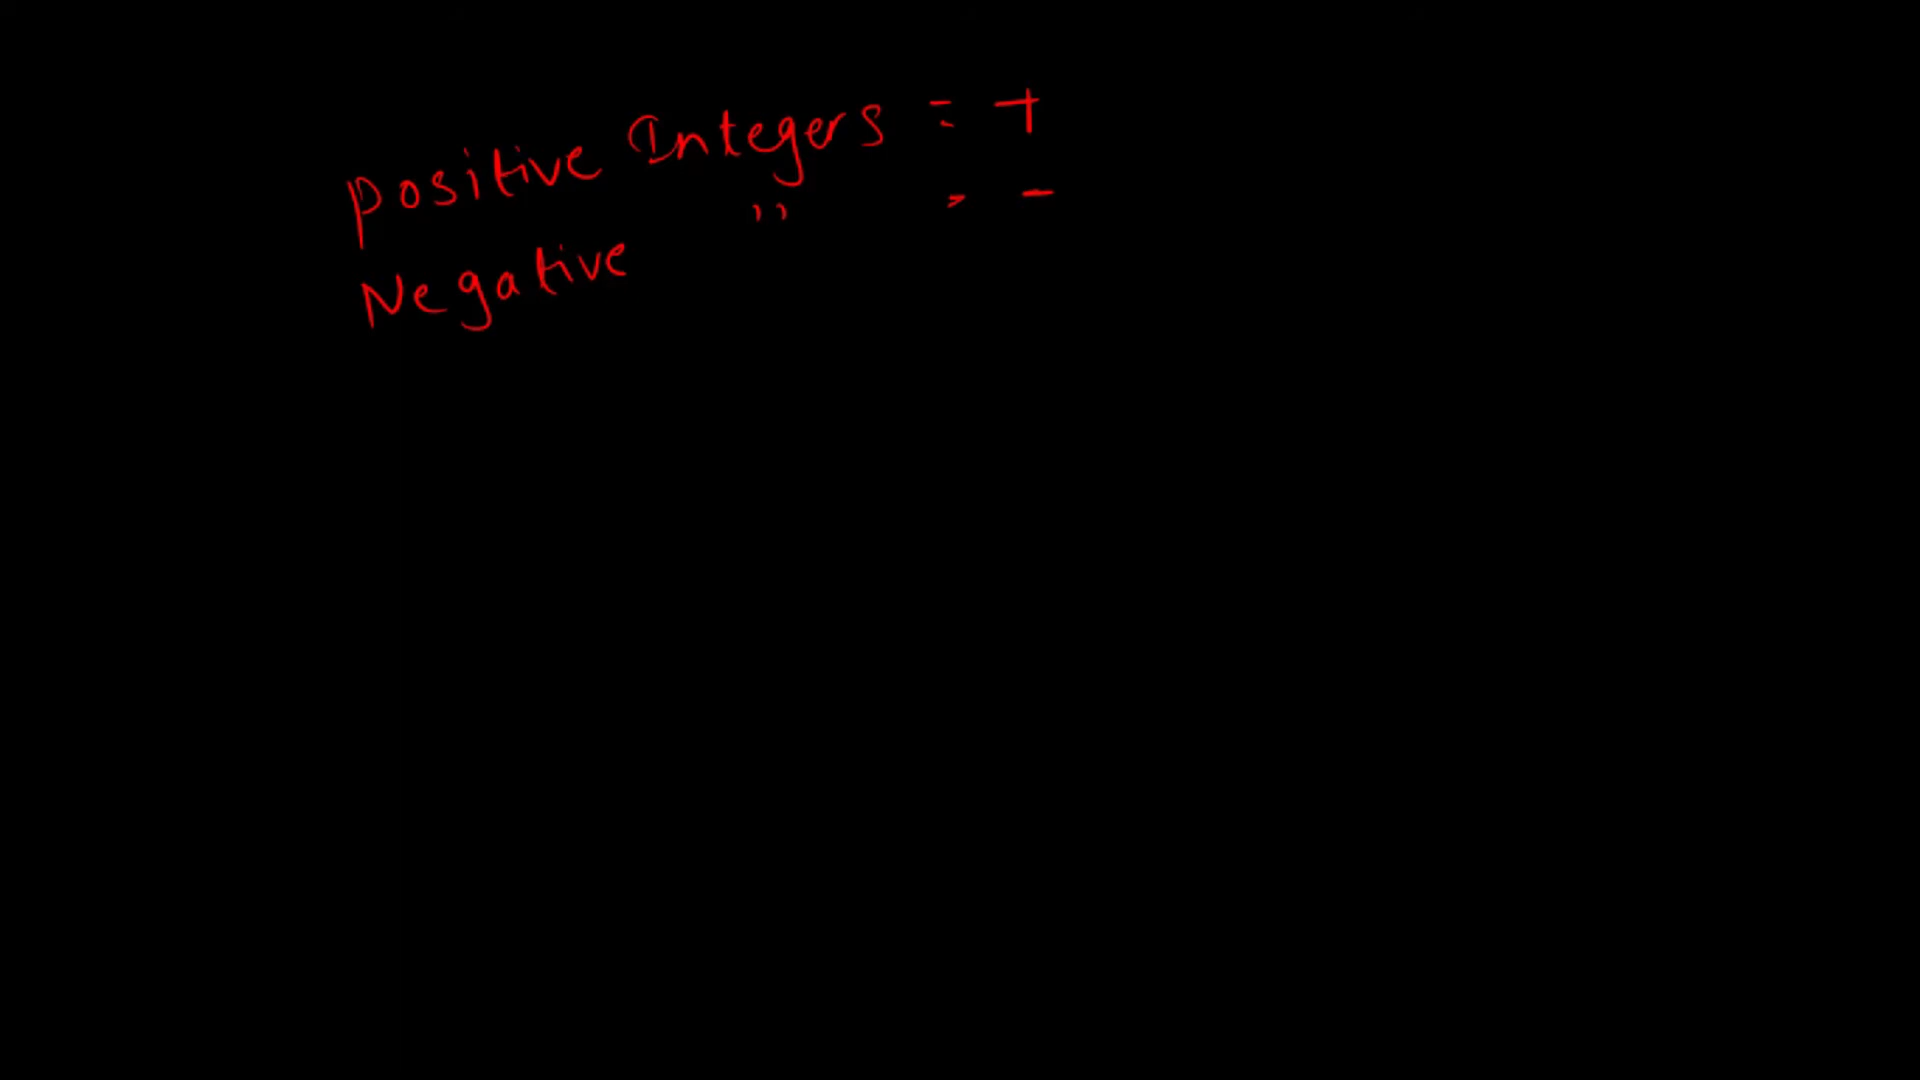 Positive Integers = +
Negative " = -